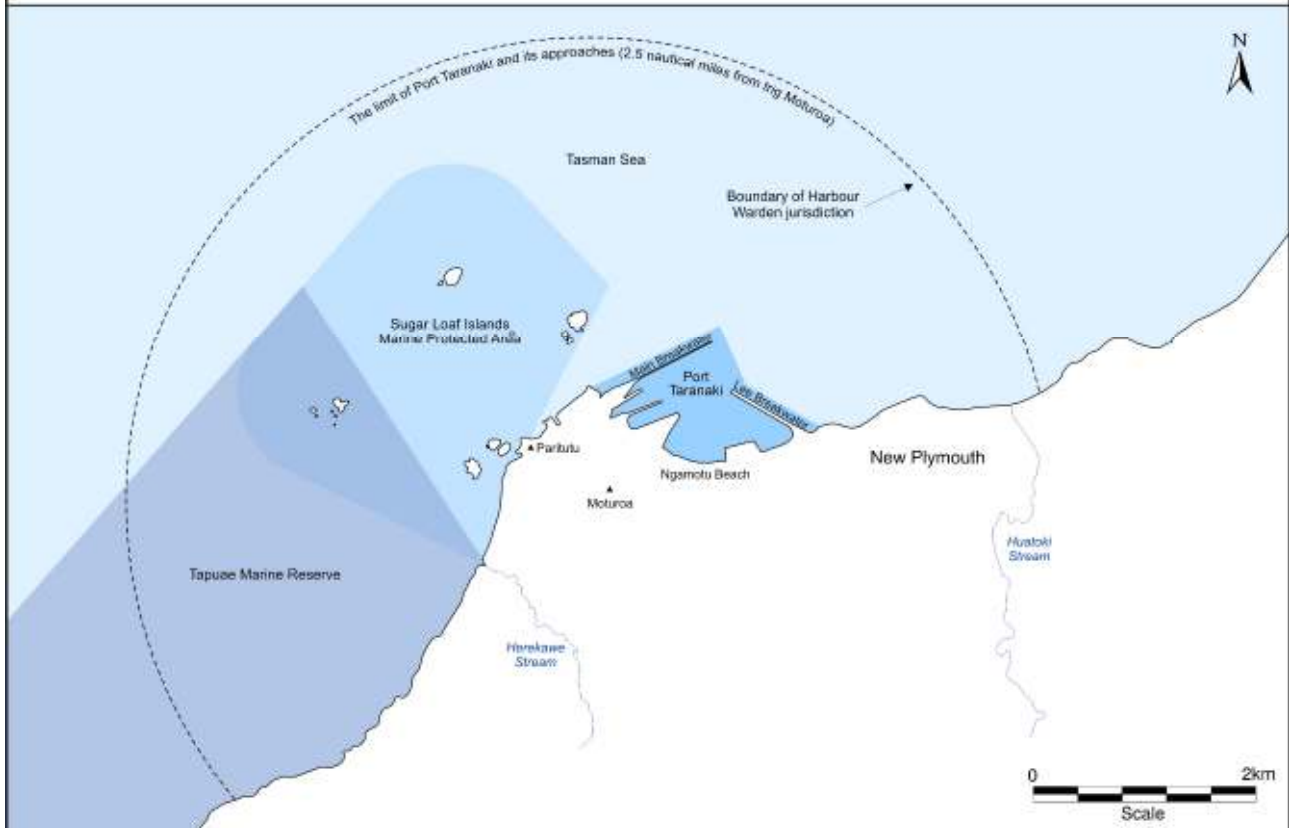 The limit of Port Taranaki and its approaches (2.5 nautical miles from trig Moturoa)
N
Tasman Sea
Boundary of Harbour
Warden jurisdiction
Sugar Loaf Islands
Marine Protected Area
Main Breakwater
Port
Taranaki
Lee Breakwater
Paritutu
New Plymouth
Ngamotu Beach
Moturoa
Huatoki
Stream
Tapuae Marine Reserve
Herekawe
Stream
0
2km
Scale